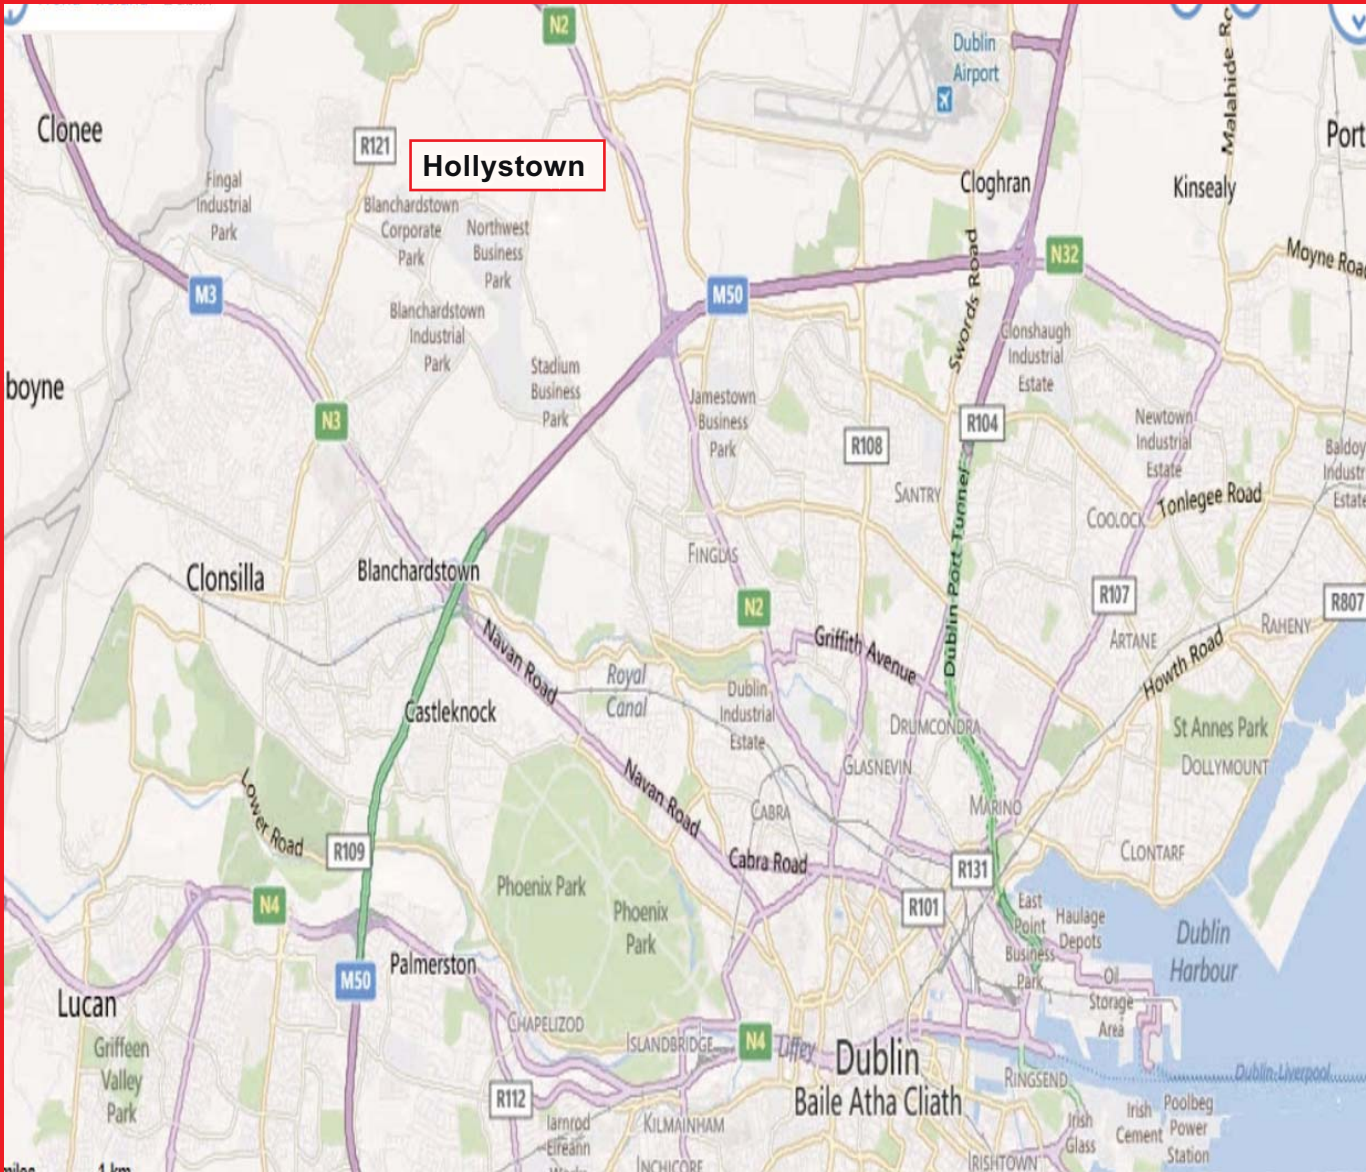 N2
Dublin
Airport
Malahide
Clonee
R121
Hollystown
Port
Fingal
Industrial
Park
Blanchardstown
Corporate
Park
Northwest
Business
Park
Cloghran
Kinsealy
Swords Road
N32
Moyne Road
M3
M50
Blanchardstown
Industrial
Park
Clonshaugh
Industrial
Estate
boyne
Stadium
Business
Park
Jamestown
Business
Park
N3
R108
R104
Newtown
Industrial
Estate
Baldoy
Industr
Estate
SANTRY
COOLOCK
Tonlegee Road
Dublin Port Tunnel
FINGLAS
Clonsilla
Blanchardstown
N2
R107
R807
Navan Road
Griffith Avenue
ARTANE
Howth Road
RAHENY
Royal
Canal
Dublin
Industrial
Estate
Castleknock
DRUMCONDRA
St Annes Park
DOLLYMOUNT
GLASNEVIN
Navan Road
Lower Road
CABRA
MARINO
R109
Cabra Road
R131
CLONTARF
Phoenix Park
Phoenix
Park
N4
R101
East
Point
Business
Park
Haulage
Depots
Dublin
Harbour
Palmerston
M50
Oil
Storage
Area
Lucan
CHAPELIZOD
ISLANDBRIDGE
N4
Liffey
Dublin
Baile Atha Cliath
Griffeen
Valley
Park
RINGSEND
Dublin-Liverpool
R112
Iarnrod
Eireann
KILMAINHAM
Irish
Glass
Irish
Cement
Poolbeg
Power
Station
INCHICORE
IRISHTOWN
miles
1 km